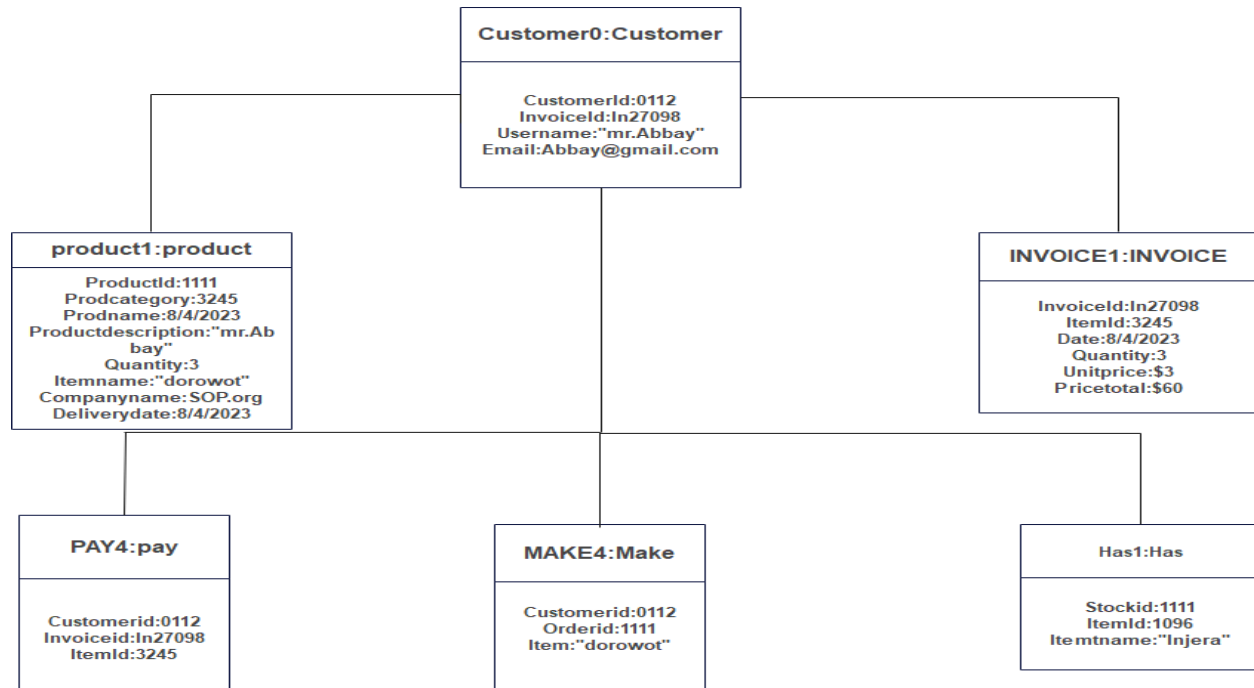 Customer0:Customer
CustomerId:0112
InvoiceId:In27098
Username:"mr.Abbay"
Email:Abbay@gmail.com
product1:product
ProductId:1111
Prodcategory:3245
Prodname:8/4/2023
Productdescription:"mr.Ab
bay"
Quantity:3
Itemname:"dorowot"
Companyname:SOP.org
Deliverydate:8/4/2023
INVOICE1:INVOICE
InvoiceId:In27098
ItemId:3245
Date:8/4/2023
Quantity:3
Unitprice:$3
Pricetotal:$60
PAY4:pay
Customerid:0112
Invoiceid:In27098
ItemId:3245
MAKE4:Make
Customerid:0112
Orderid:1111
Item:"dorowot"
Has1:Has
Stockid:1111
ItemId:1096
Itemtname:"Injera"